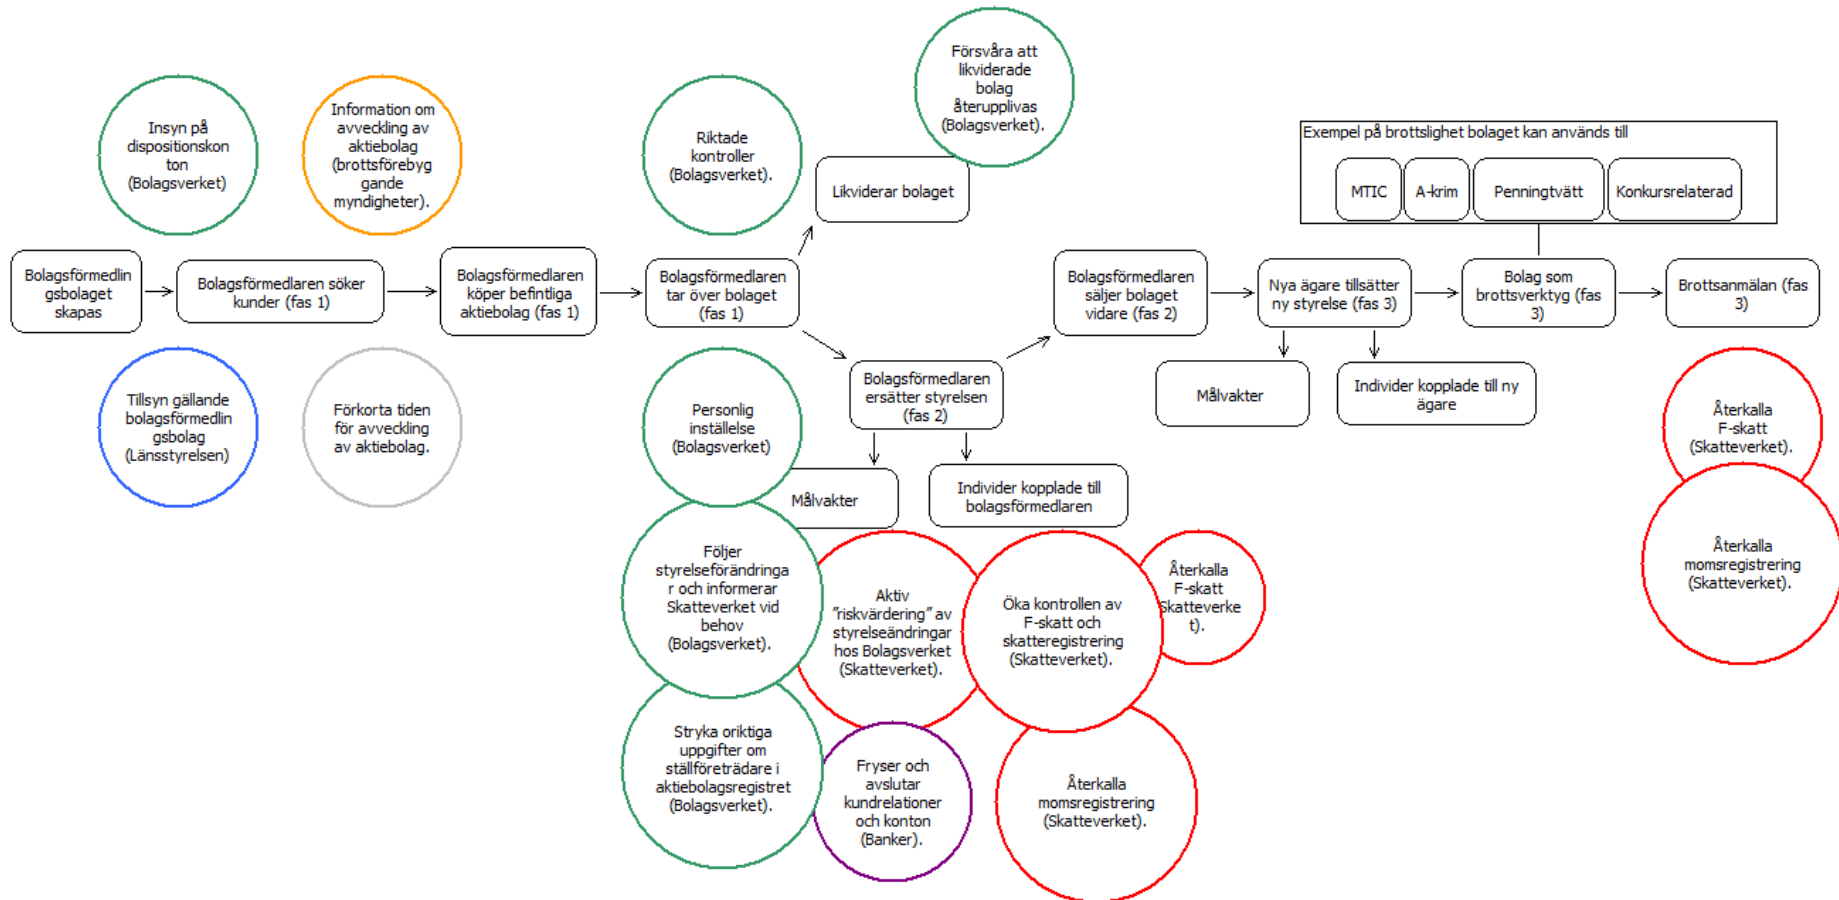 Försvåra att
likviderade
bolag
återupplivas
(Bolagsverket).
Insyn på
dispositionskon
ton
(Bolagsverket)
Information om
avveckling av
aktiebolag
(brottsförebyg
gande
myndigheter).
Riktade
kontroller
(Bolagsverket).
Likviderar bolaget
Exempel på brottslighet bolaget kan används till
MTIC
A-krim
Penningtvätt
Konkursrelaterad
Bolagsförmedlin
gsbolaget
skapas
Bolagsförmedlaren söker
kunder (fas 1)
Bolagsförmedlaren
köper befintliga
aktiebolag (fas 1)
Bolagsförmedlaren
tar över bolaget
(fas 1)
Bolagsförmedlaren
säljer bolaget
vidare (fas 2)
Nya ägare tillsätter
ny styrelse (fas 3)
Bolag som
brottsverktyg (fas
3)
Brottsanmälan (fas
3)
Tillsyn gällande
bolagsförmedlin
gsbolag
(Länsstyrelsen)
Förkorta tiden
för avveckling
av aktiebolag.
Personlig
inställelse
(Bolagsverket)
Bolagsförmedlaren
ersätter styrelsen
(fas 2)
Målvakter
Individer kopplade till ny
ägare
Återkalla
F-skatt
(Skatteverket).
Målvakter
Individer kopplade till
bolagsförmedlaren
Följer
styrelseförändringa
r och informerar
Skatteverket vid
behov
(Bolagsverket).
Aktiv
”riskvärdering” av
styrelseändringar
hos Bolagsverket
(Skatteverket).
Öka kontrollen av
F-skatt och
skatteregistrering
(Skatteverket).
Återkalla
F-skatt
Skatteverke
t).
Återkalla
momsregistrering
(Skatteverket).
Stryka oriktiga
uppgifter om
ställföreträdare i
aktiebolagsregistret
(Bolagsverket).
Fryser och
avslutar
kundrelationer
och konton
(Banker).
Återkalla
momsregistrering
(Skatteverket).